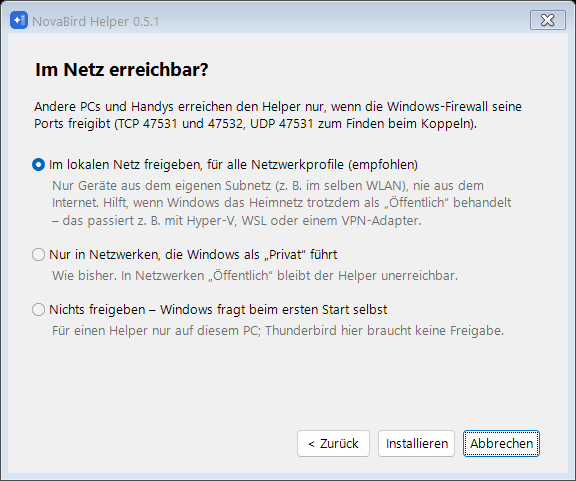 NovaBird Helper 0.5.1
Im Netz erreichbar?
Andere PCs und Handys erreichen den Helper nur, wenn die Windows-Firewall seine
Ports freigibt (TCP 47531 und 47532, UDP 47531 zum Finden beim Koppeln).
Im lokalen Netz freigeben, für alle Netzwerkprofile (empfohlen)
Nur Geräte aus dem eigenen Subnetz (z. B. im selben WLAN), nie aus dem
Internet. Hilft, wenn Windows das Heimnetz trotzdem als „Öffentlich“ behandelt
– das passiert z. B. mit Hyper-V, WSL oder einem VPN-Adapter.
Nur in Netzwerken, die Windows als „Privat“ führt
Wie bisher. In Netzwerken „Öffentlich“ bleibt der Helper unerreichbar.
Nichts freigeben – Windows fragt beim ersten Start selbst
Für einen Helper nur auf diesem PC; Thunderbird hier braucht keine Freigabe.
< Zurück
Installieren
Abbrechen